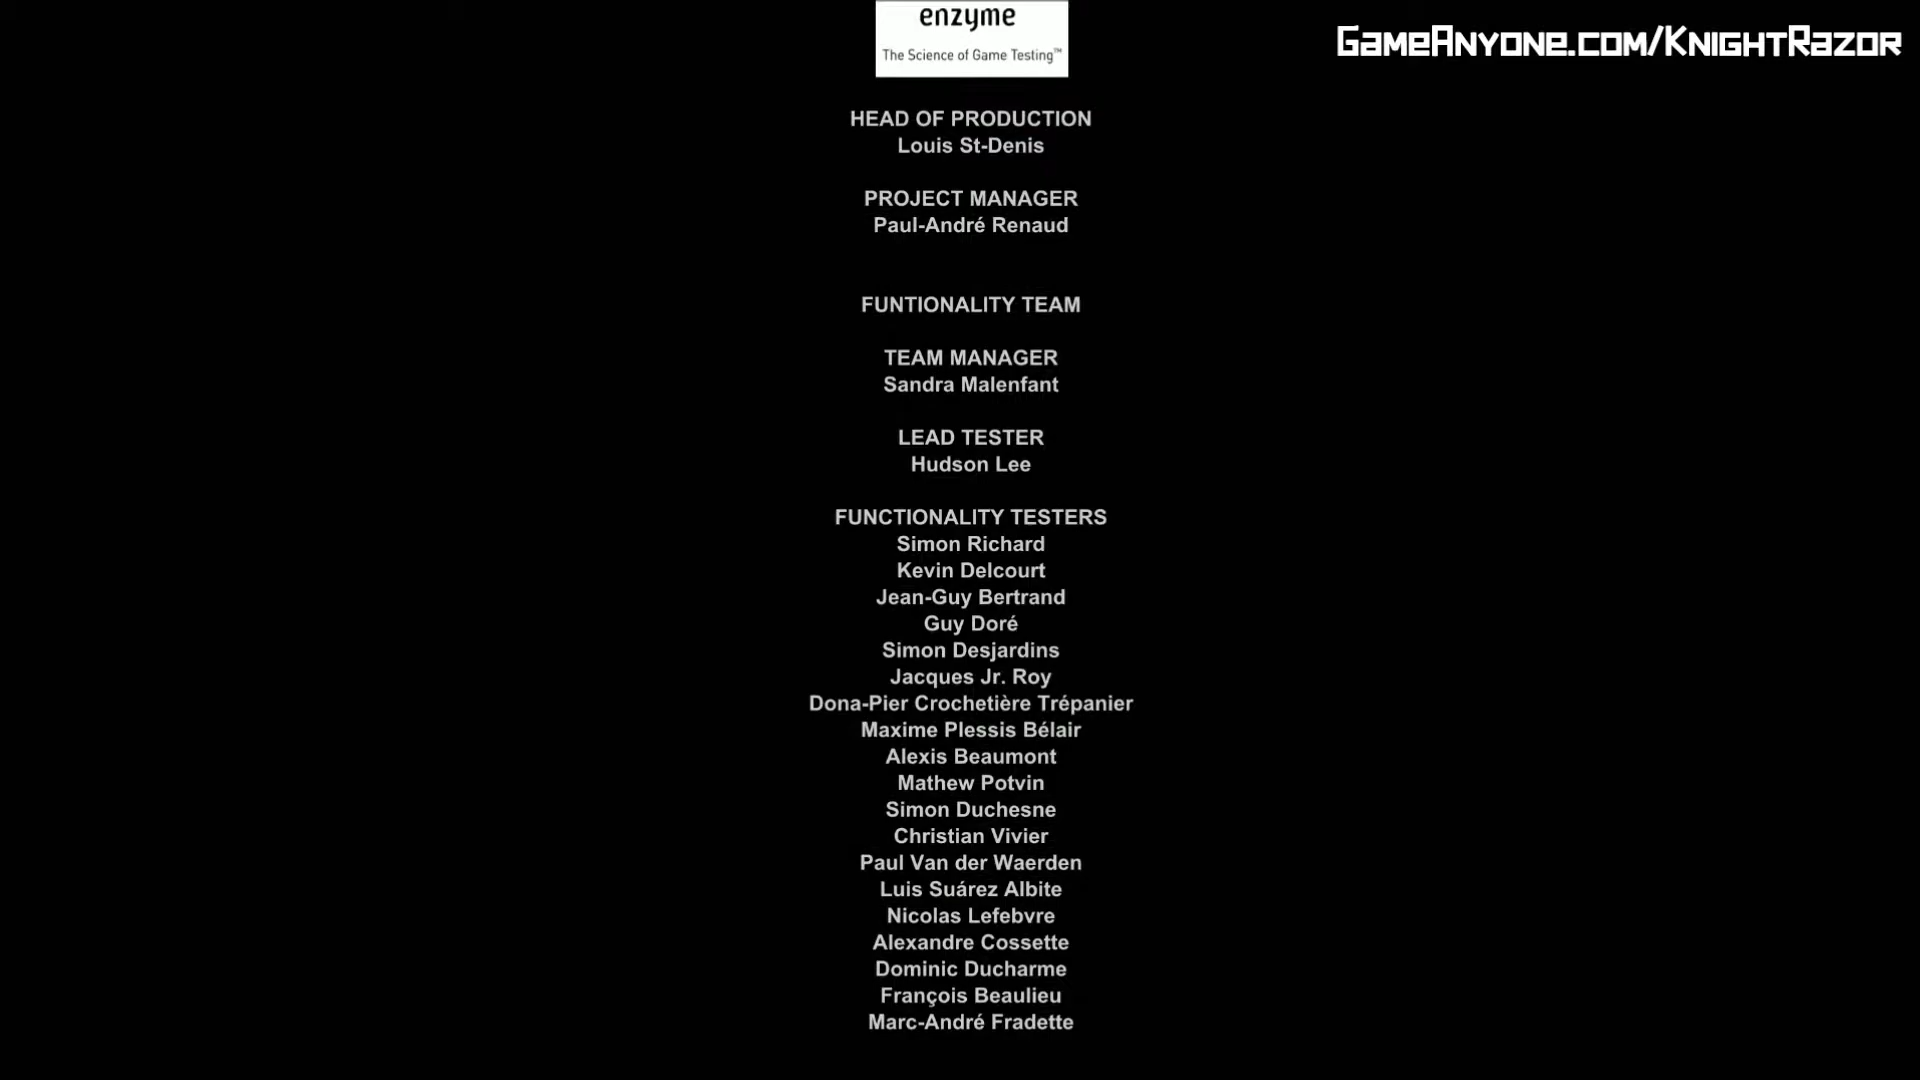 enzyme
The Science of Game Testing™
GameAnyone.com/KnightRazor
HEAD OF PRODUCTION
Louis St-Denis
PROJECT MANAGER
Paul-André Renaud
FUNTIONALITY TEAM
TEAM MANAGER
Sandra Malenfant
LEAD TESTER
Hudson Lee
FUNCTIONALITY TESTERS
Simon Richard
Kevin Delcourt
Jean-Guy Bertrand
Guy Doré
Simon Desjardins
Jacques Jr. Roy
Dona-Pier Crochetière Trépanier
Maxime Plessis Bélair
Alexis Beaumont
Mathew Potvin
Simon Duchesne
Christian Vivier
Paul Van der Waerden
Luis Suárez Albite
Nicolas Lefebvre
Alexandre Cossette
Dominic Ducharme
François Beaulieu
Marc-André Fradette